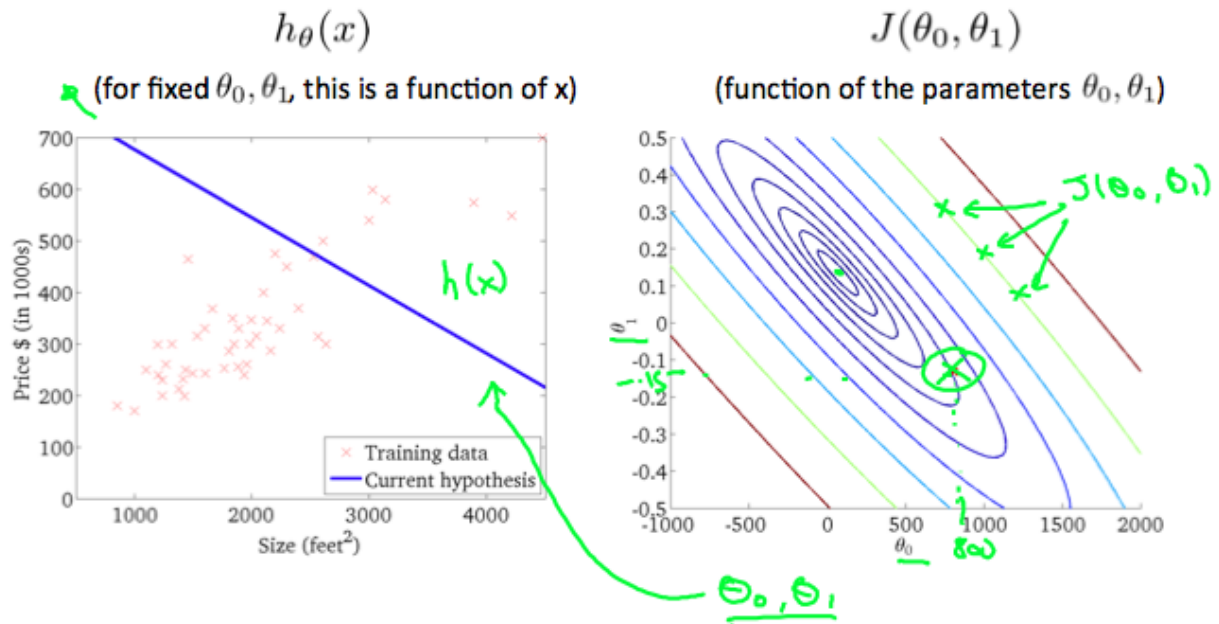 h_θ(x)
(for fixed θ₀, θ₁, this is a function of x)
Price $ (in 1000s)
700
600
500
400
300
200
100
0
1000
2000
3000
4000
Size (feet²)
h(x)
Training data
Current hypothesis
J(θ₀, θ₁)
(function of the parameters θ₀, θ₁)
θ₁
0.5
0.4
0.3
0.2
0.1
0
-0.1
-0.2
-0.3
-0.4
-0.5
-1000
-500
0
500
1000
1500
2000
θ₀
J(θ₀, θ₁)
-.15
800
θ₀, θ₁